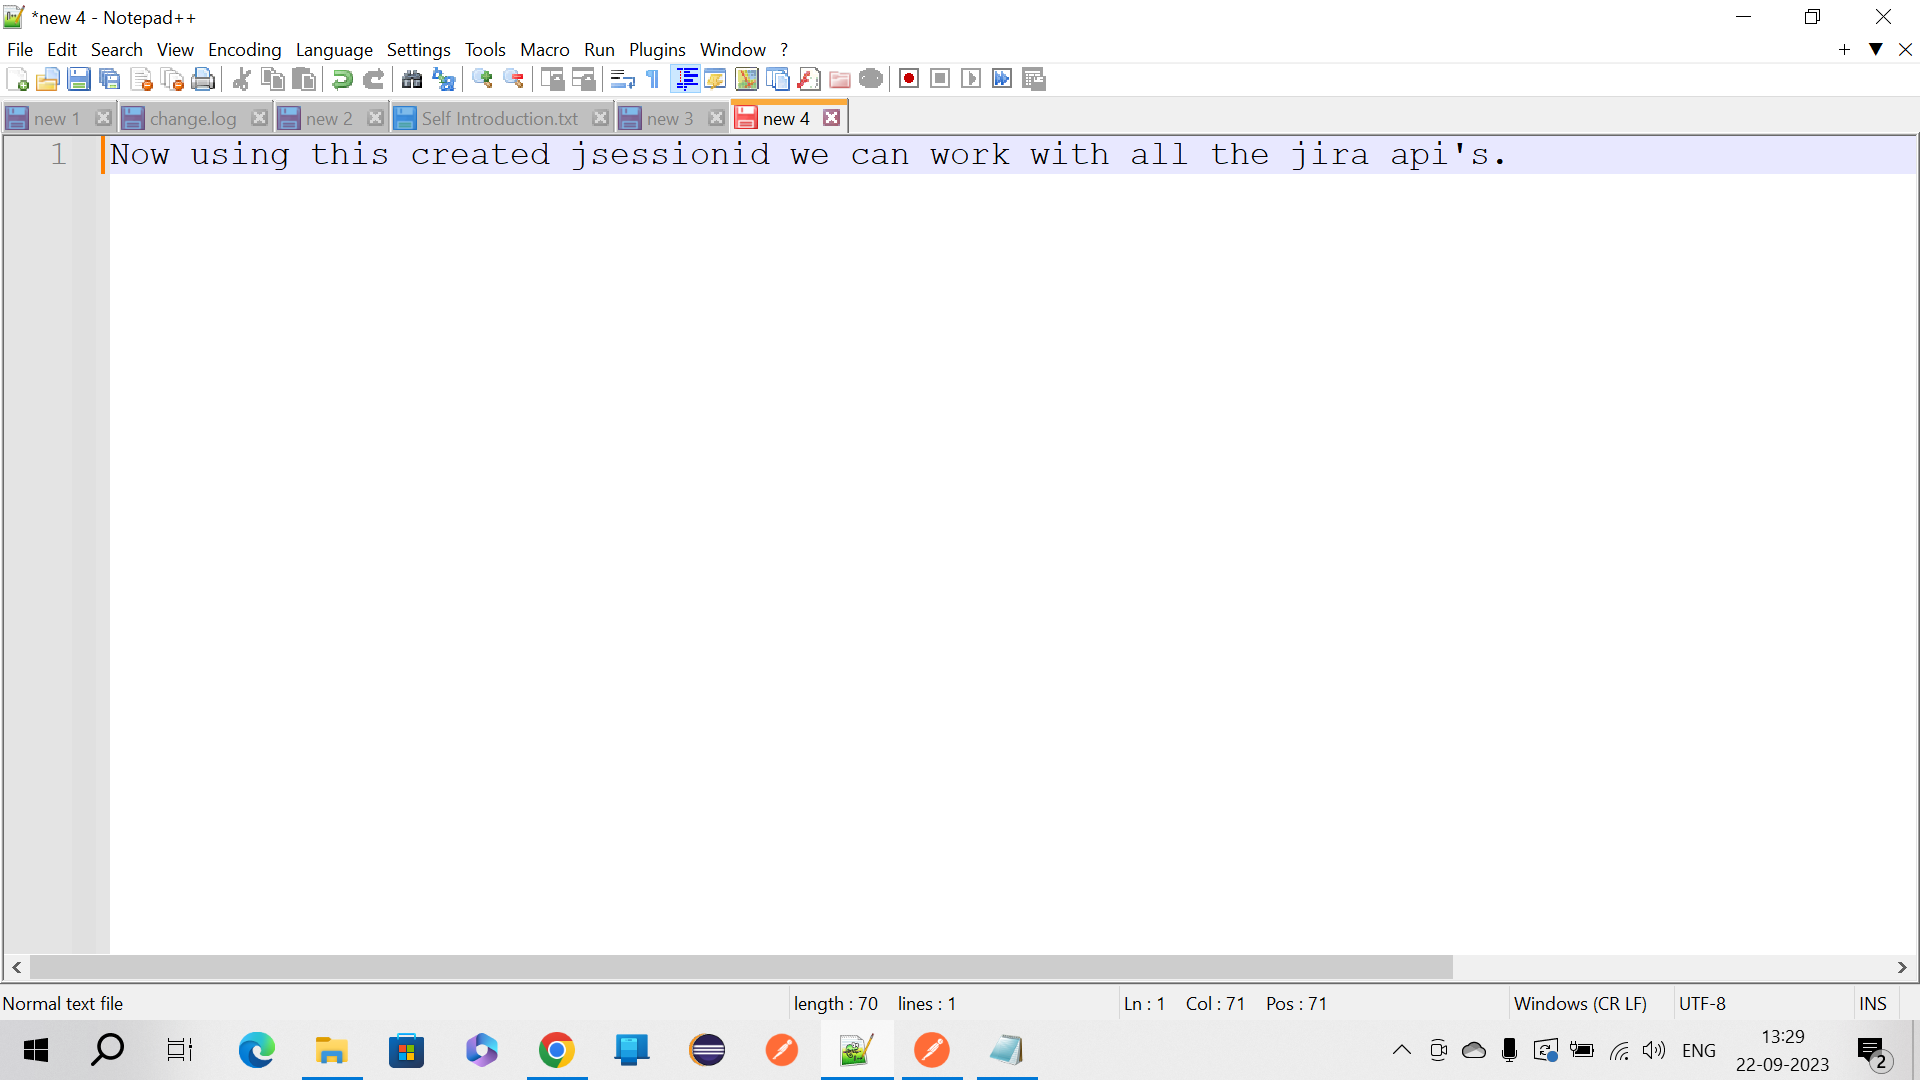 *new 4 - Notepad++
File Edit Search View Encoding Language Settings Tools Macro Run Plugins Window ?
new 1 change.log new 2 Self Introduction.txt new 3 new 4
1 Now using this created jsessionid we can work with all the jira api's.
Normal text file length : 70 lines : 1 Ln : 1 Col : 71 Pos : 71 Windows (CR LF) UTF-8 INS
ENG
13:29
22-09-2023
2